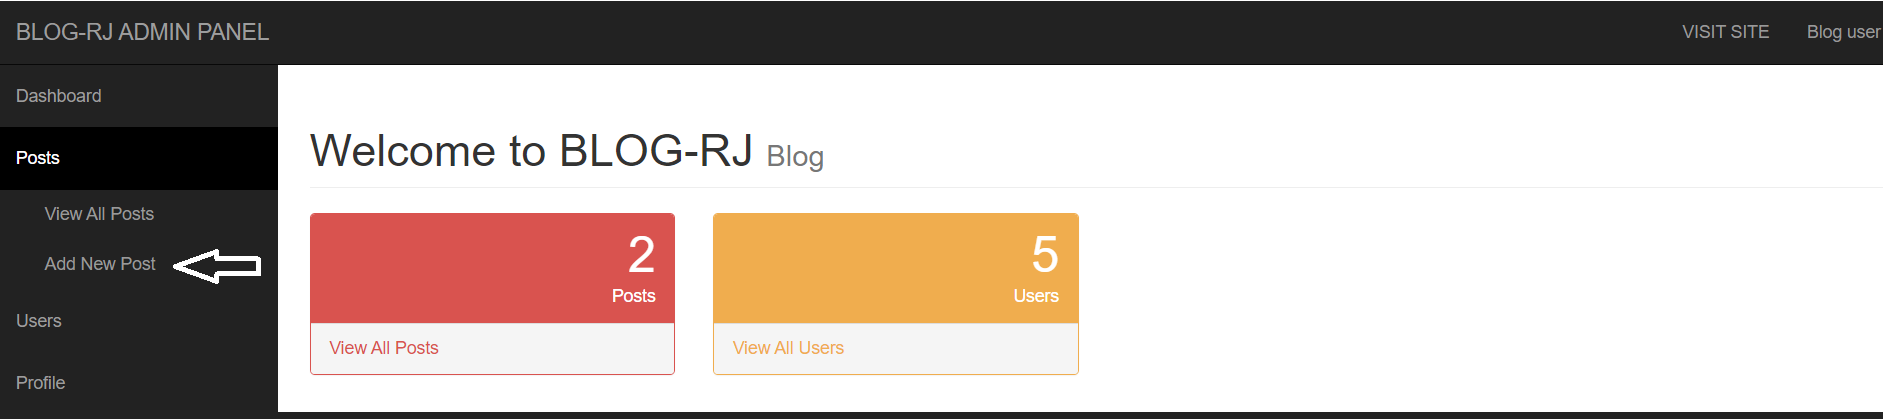 BLOG-RJ ADMIN PANEL
VISIT SITE
Blog user
Dashboard
Posts
View All Posts
Add New Post
Users
Profile
Welcome to BLOG-RJ Blog
2
Posts
View All Posts
5
Users
View All Users